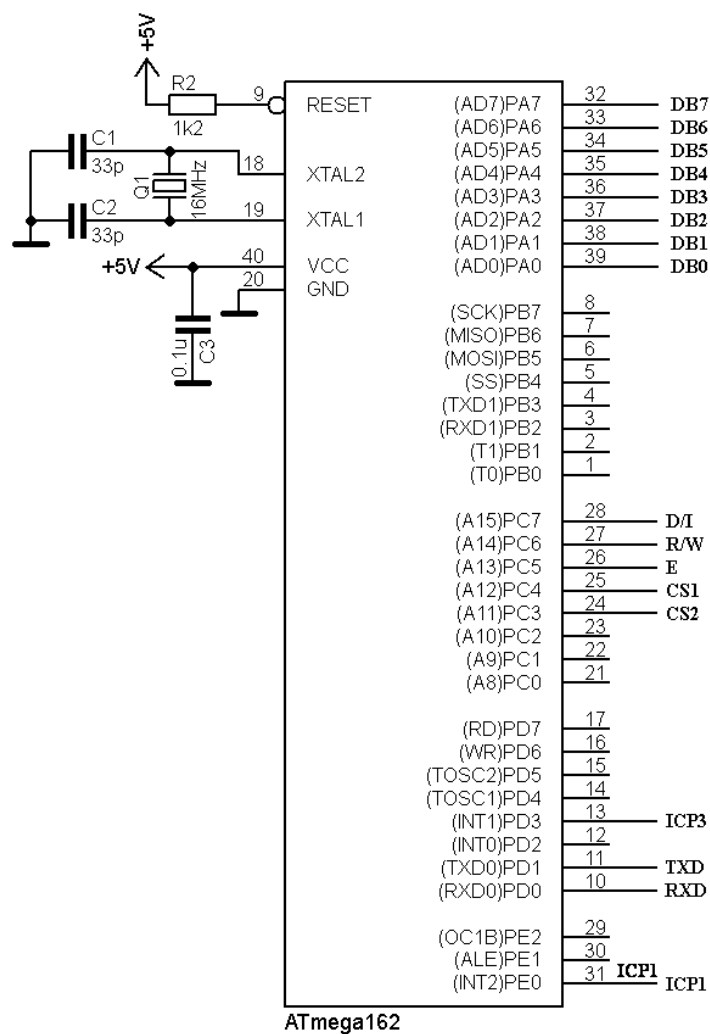 +5V
R2
1k2
9 RESET
(AD7)PA7 32 DB7
(AD6)PA6 33 DB6
C1
33p
(AD5)PA5 34 DB5
18 XTAL2
(AD4)PA4 35 DB4
Q1
16MHz
(AD3)PA3 36 DB3
C2
33p
19 XTAL1
(AD2)PA2 37 DB2
(AD1)PA1 38 DB1
+5V
40 VCC
(AD0)PA0 39 DB0
20 GND
(SCK)PB7 8
0.1u
C3
(MISO)PB6 7
(MOSI)PB5 6
(SS)PB4 5
(TXD1)PB3 4
(RXD1)PB2 3
(T1)PB1 2
(T0)PB0 1
(A15)PC7 28 D/I
(A14)PC6 27 R/W
(A13)PC5 26 E
(A12)PC4 25 CS1
(A11)PC3 24 CS2
(A10)PC2 23
(A9)PC1 22
(A8)PC0 21
(RD)PD7 17
(WR)PD6 16
(TOSC2)PD5 15
(TOSC1)PD4 14
(INT1)PD3 13 ICP3
(INT0)PD2 12
(TXD0)PD1 11 TXD
(RXD0)PD0 10 RXD
(OC1B)PE2 29
(ALE)PE1 30
(INT2)PE0 31 ICP1 ICP1
ATmega162